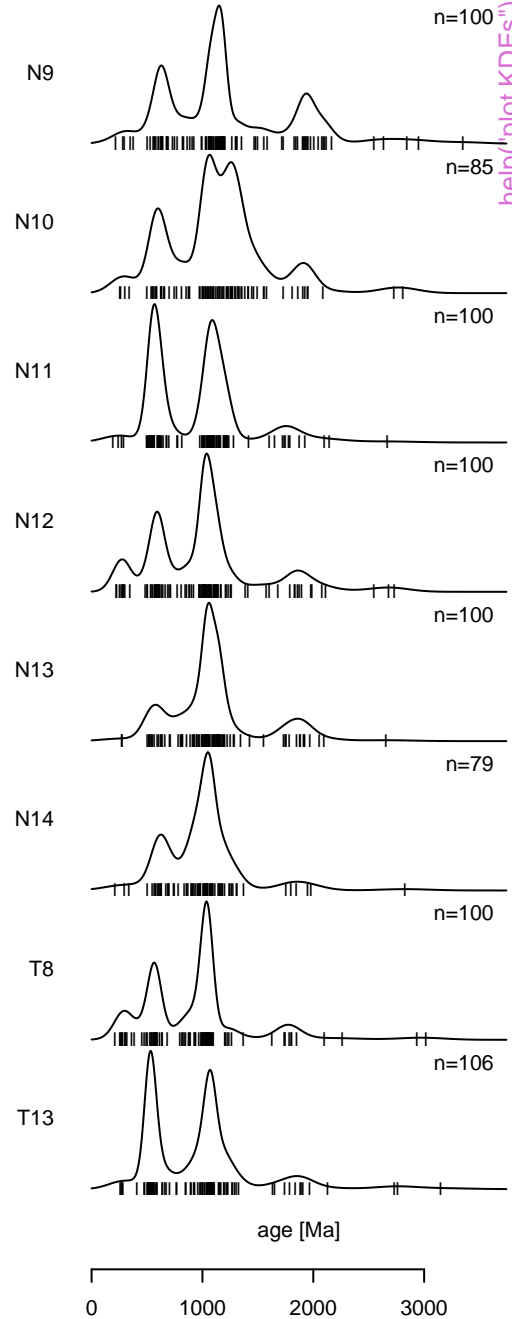 n=100
N9
help('plot.KDEs')
n=85
N10
n=100
N11
n=100
N12
n=100
N13
n=79
N14
n=100
T8
n=106
T13
age [Ma]
0 1000 2000 3000